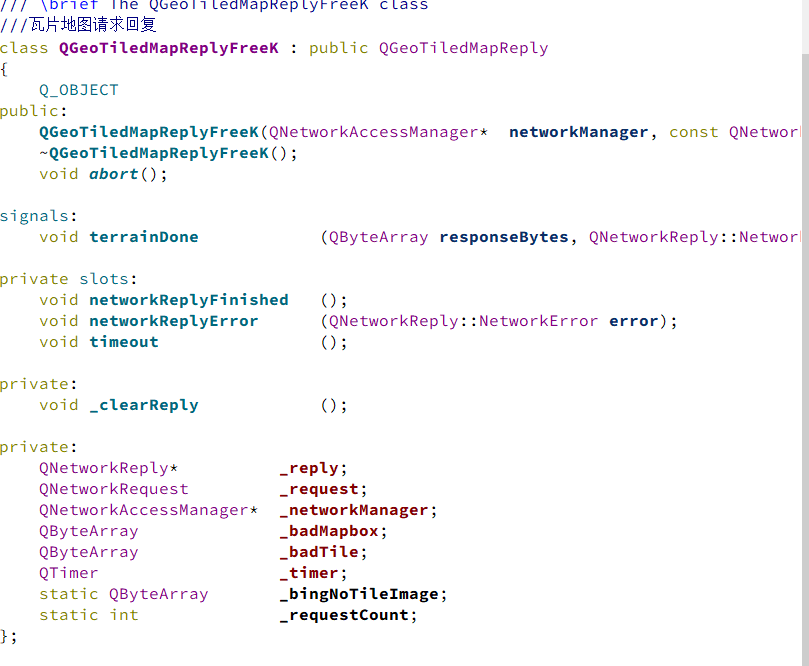 /// \brief The QGeoTiledMapReplyFreeK class
///瓦片地图请求回复
class QGeoTiledMapReplyFreeK : public QGeoTiledMapReply
{
    Q_OBJECT
public:
    QGeoTiledMapReplyFreeK(QNetworkAccessManager*  networkManager, const QNetwor
    ~QGeoTiledMapReplyFreeK();
    void abort();

signals:
    void terrainDone            (QByteArray responseBytes, QNetworkReply::Networ

private slots:
    void networkReplyFinished   ();
    void networkReplyError      (QNetworkReply::NetworkError error);
    void timeout                ();

private:
    void _clearReply            ();

private:
    QNetworkReply*          _reply;
    QNetworkRequest         _request;
    QNetworkAccessManager*  _networkManager;
    QByteArray              _badMapbox;
    QByteArray              _badTile;
    QTimer                  _timer;
    static QByteArray       _bingNoTileImage;
    static int              _requestCount;
};